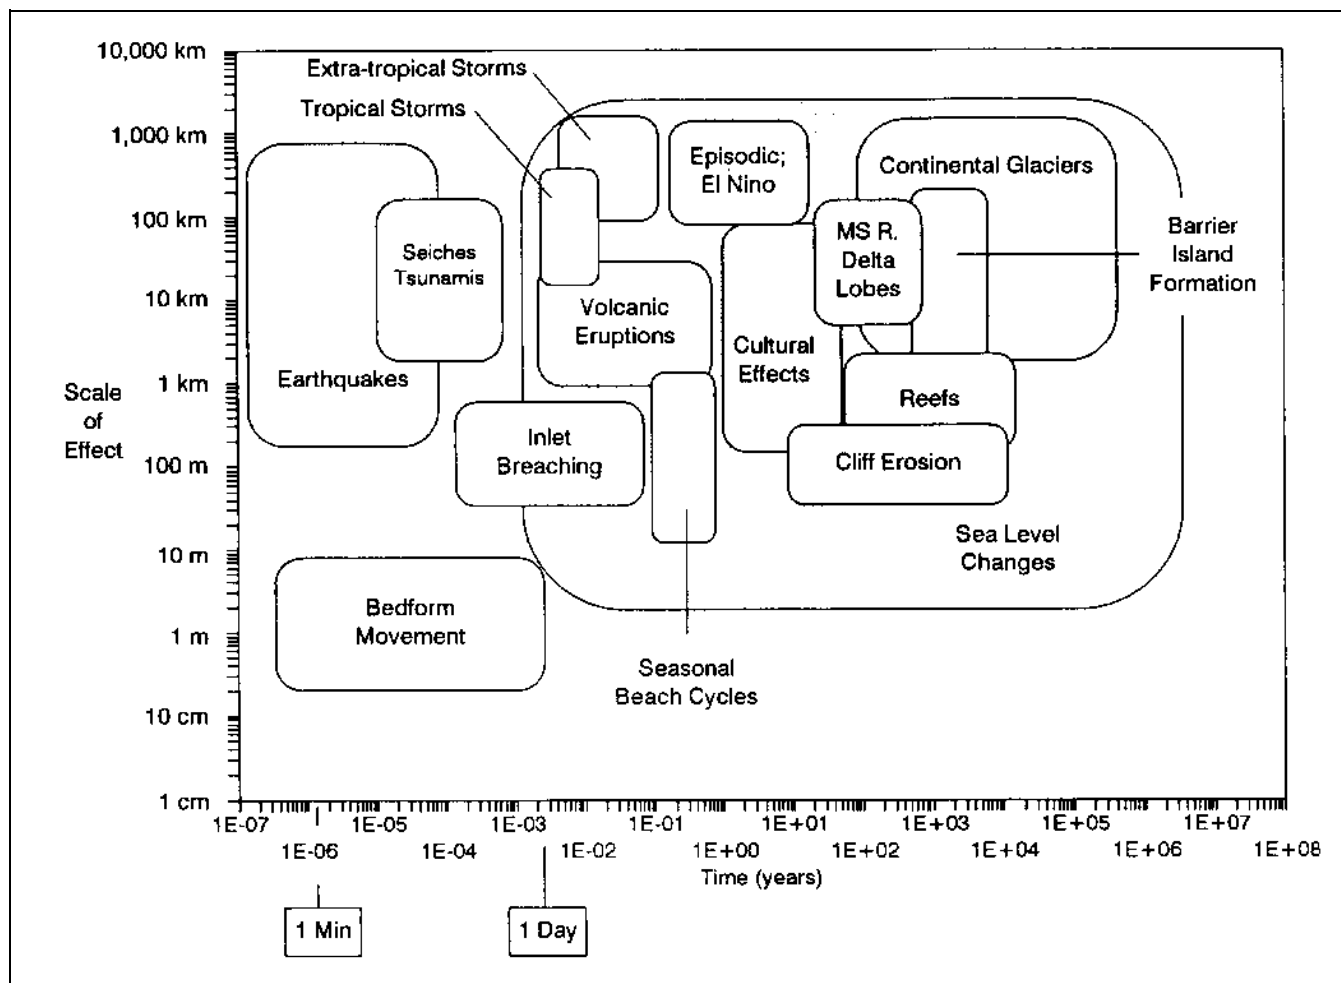 10,000 km
Extra-tropical Storms
Tropical Storms
1,000 km
Episodic;
El Nino
Continental Glaciers
100 km
Seiches
Tsunamis
MS R.
Delta
Lobes
Barrier
Island
Formation
10 km
Volcanic
Eruptions
Cultural
Effects
Earthquakes
1 km
Scale
of
Effect
Reefs
Inlet
Breaching
100 m
Cliff Erosion
Sea Level
Changes
10 m
Bedform
Movement
1 m
Seasonal
Beach Cycles
10 cm
1 cm
1E-07 1E-05 1E-03 1E-01 1E+01 1E+03 1E+05 1E+07
1E-06 1E-04 1E-02 1E+00 1E+02 1E+04 1E+06 1E+08
Time (years)
1 Min 1 Day